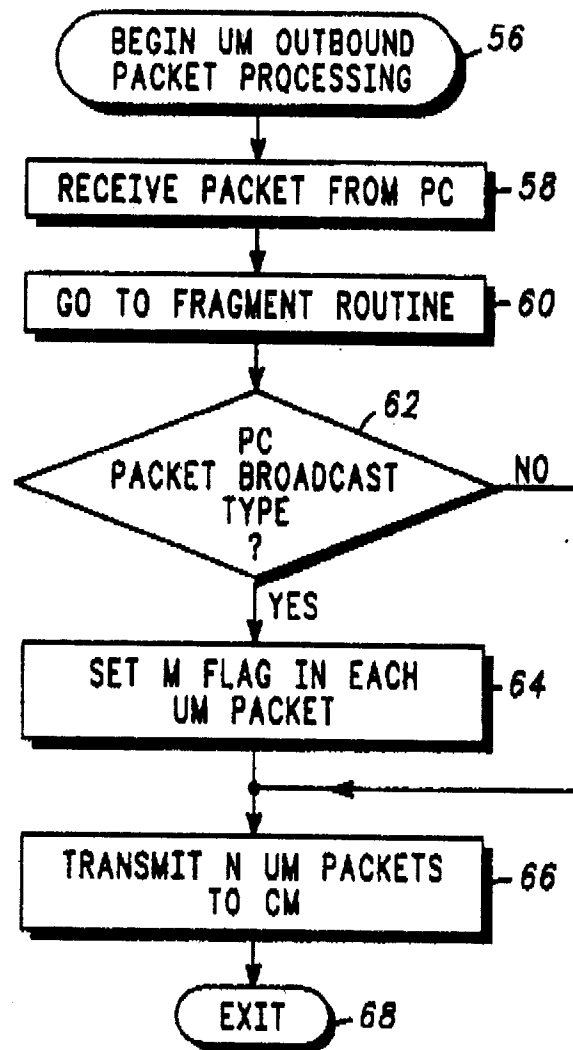 BEGIN UM OUTBOUND
PACKET PROCESSING
56
RECEIVE PACKET FROM PC
58
GO TO FRAGMENT ROUTINE
60
62
PC
PACKET BROADCAST
TYPE
?
NO
YES
SET M FLAG IN EACH
UM PACKET
64
TRANSMIT N UM PACKETS
TO CM
66
EXIT
68